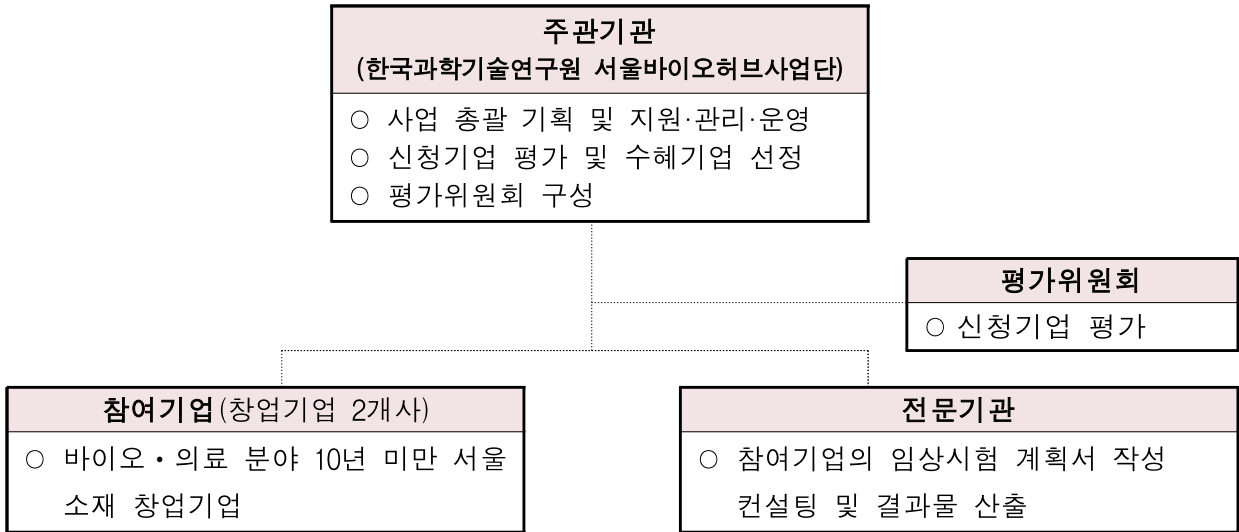 주관기관
(한국과학기술연구원 서울바이오허브사업단)
○ 사업 총괄 기획 및 지원·관리·운영
○ 신청기업 평가 및 수혜기업 선정
○ 평가위원회 구성
평가위원회
○ 신청기업 평가
참여기업(창업기업 2개사)
○ 바이오・의료 분야 10년 미만 서울
소재 창업기업
전문기관
○ 참여기업의 임상시험 계획서 작성
컨설팅 및 결과물 산출